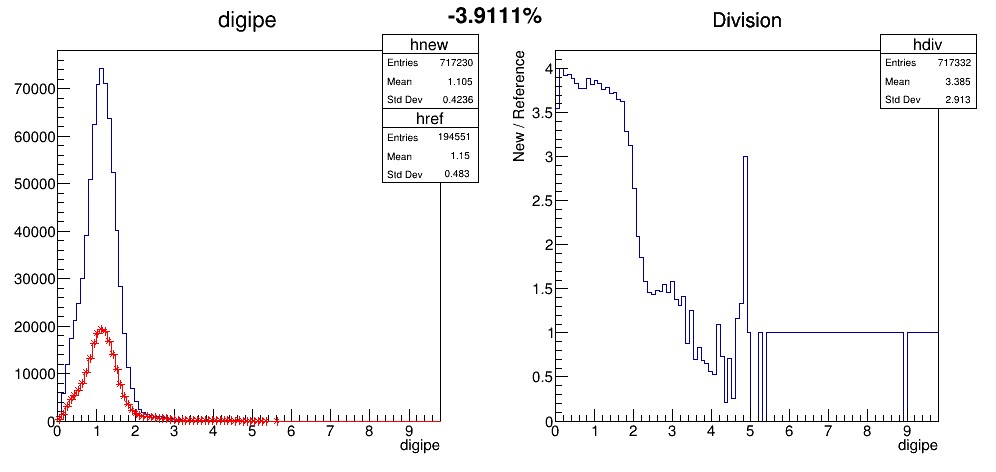 digipe
-3.9111%
Division
hnew
Entries 717230
Mean 1.105
Std Dev 0.4236
href
Entries 194551
Mean 1.15
Std Dev 0.483
70000
60000
50000
40000
30000
20000
10000
0
0 1 2 3 4 5 6 7 8 9
digipe
hdiv
Entries 717332
Mean 3.385
Std Dev 2.913
New / Reference
4
3.5
3
2.5
2
1.5
1
0.5
0
0 1 2 3 4 5 6 7 8 9
digipe